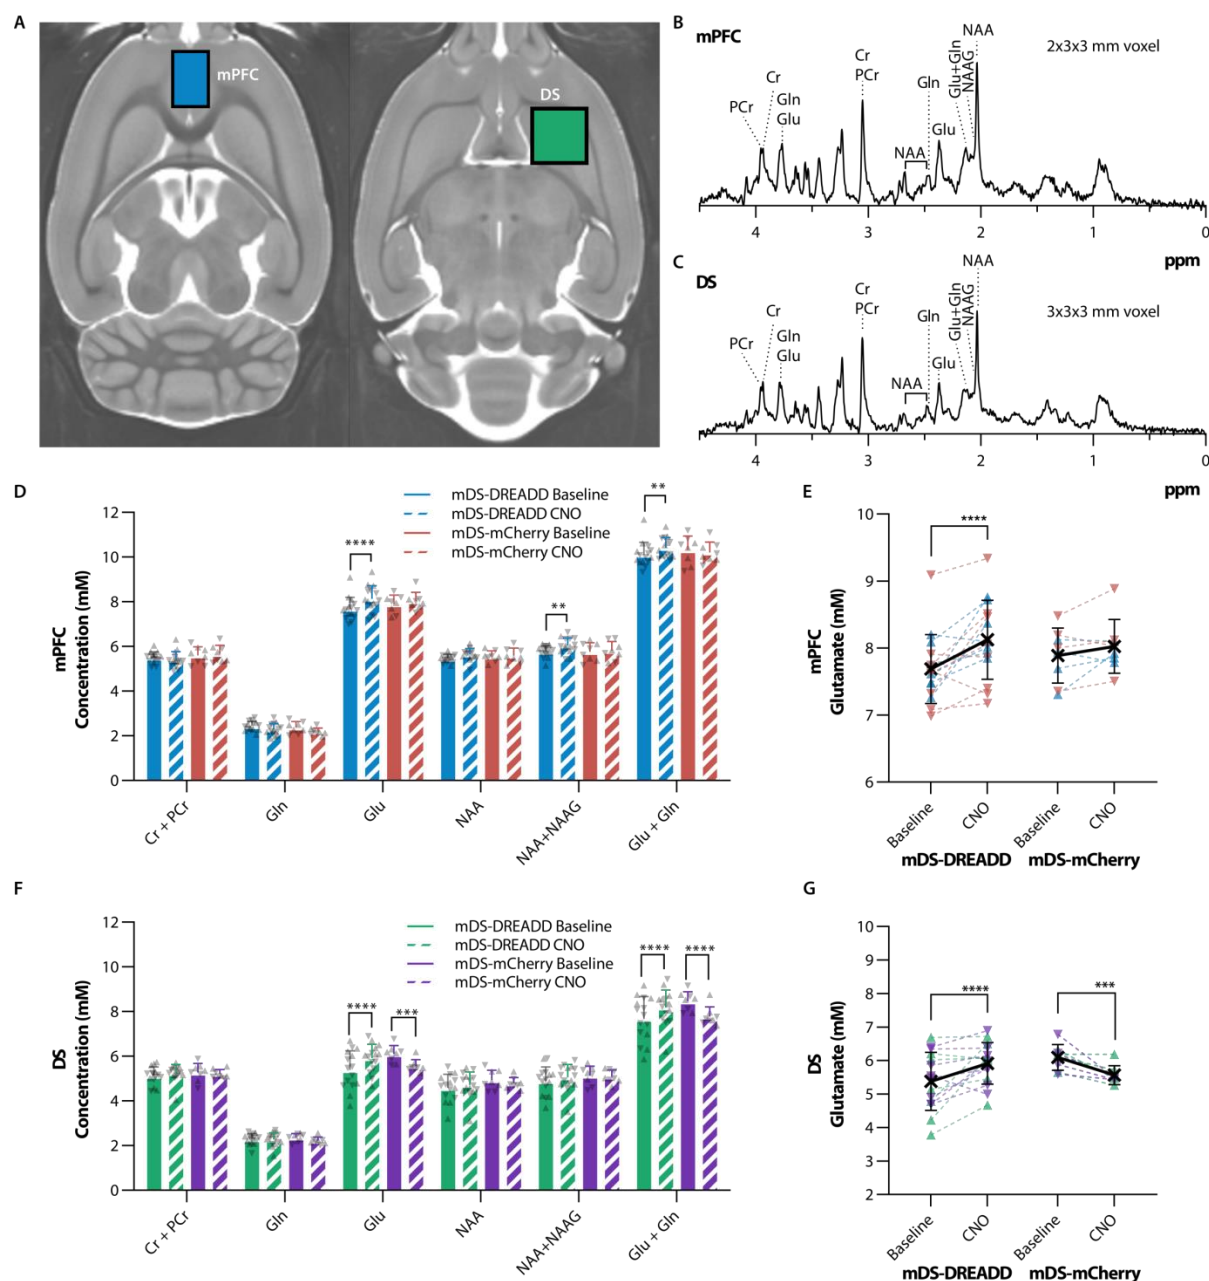 A
mPFC
DS
B
mPFC
2x3x3 mm voxel
PCr
Cr
Gln
Glu
Cr
PCr
NAA
Gln
Glu
Glu+Gln
NAAG
NAA
4
3
2
1
0
ppm
C
DS
3x3x3 mm voxel
PCr
Cr
Gln
Glu
Cr
PCr
NAA
Gln
Glu
Glu+Gln
NAAG
NAA
4
3
2
1
0
ppm
D
mPFC
Concentration (mM)
12
10
8
6
4
2
0
mDS-DREADD Baseline
mDS-DREADD CNO
mDS-mCherry Baseline
mDS-mCherry CNO
****
**
**
Cr + PCr
Gln
Glu
NAA
NAA+NAAG
Glu + Gln
E
mPFC
Glutamate (mM)
10
9
8
7
6
****
Baseline
CNO
Baseline
CNO
mDS-DREADD
mDS-mCherry
F
DS
Concentration (mM)
12
10
8
6
4
2
0
mDS-DREADD Baseline
mDS-DREADD CNO
mDS-mCherry Baseline
mDS-mCherry CNO
****
***
****
****
Cr + PCr
Gln
Glu
NAA
NAA+NAAG
Glu + Gln
G
DS
Glutamate (mM)
10
9
8
7
6
5
4
3
2
****
***
Baseline
CNO
Baseline
CNO
mDS-DREADD
mDS-mCherry